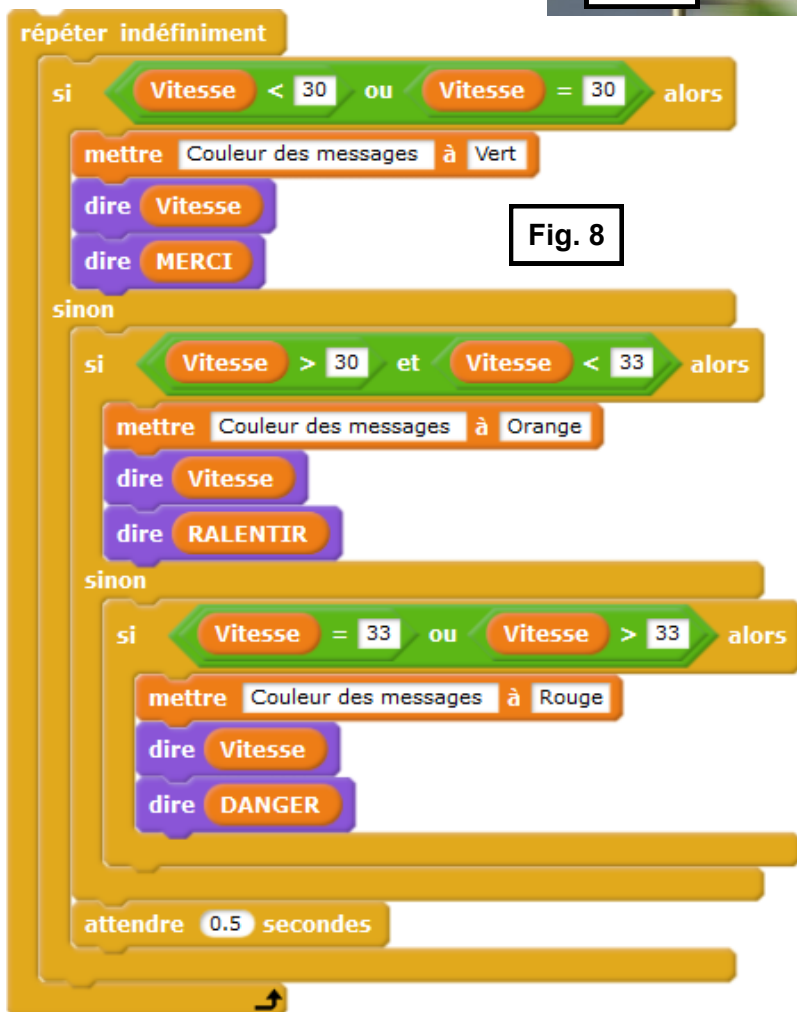 répéter indéfiniment
si Vitesse < 30 ou Vitesse = 30 alors
mettre Couleur des messages à Vert
dire Vitesse
dire MERCI
Fig. 8
sinon
si Vitesse > 30 et Vitesse < 33 alors
mettre Couleur des messages à Orange
dire Vitesse
dire RALENTIR
sinon
si Vitesse = 33 ou Vitesse > 33 alors
mettre Couleur des messages à Rouge
dire Vitesse
dire DANGER
attendre 0.5 secondes